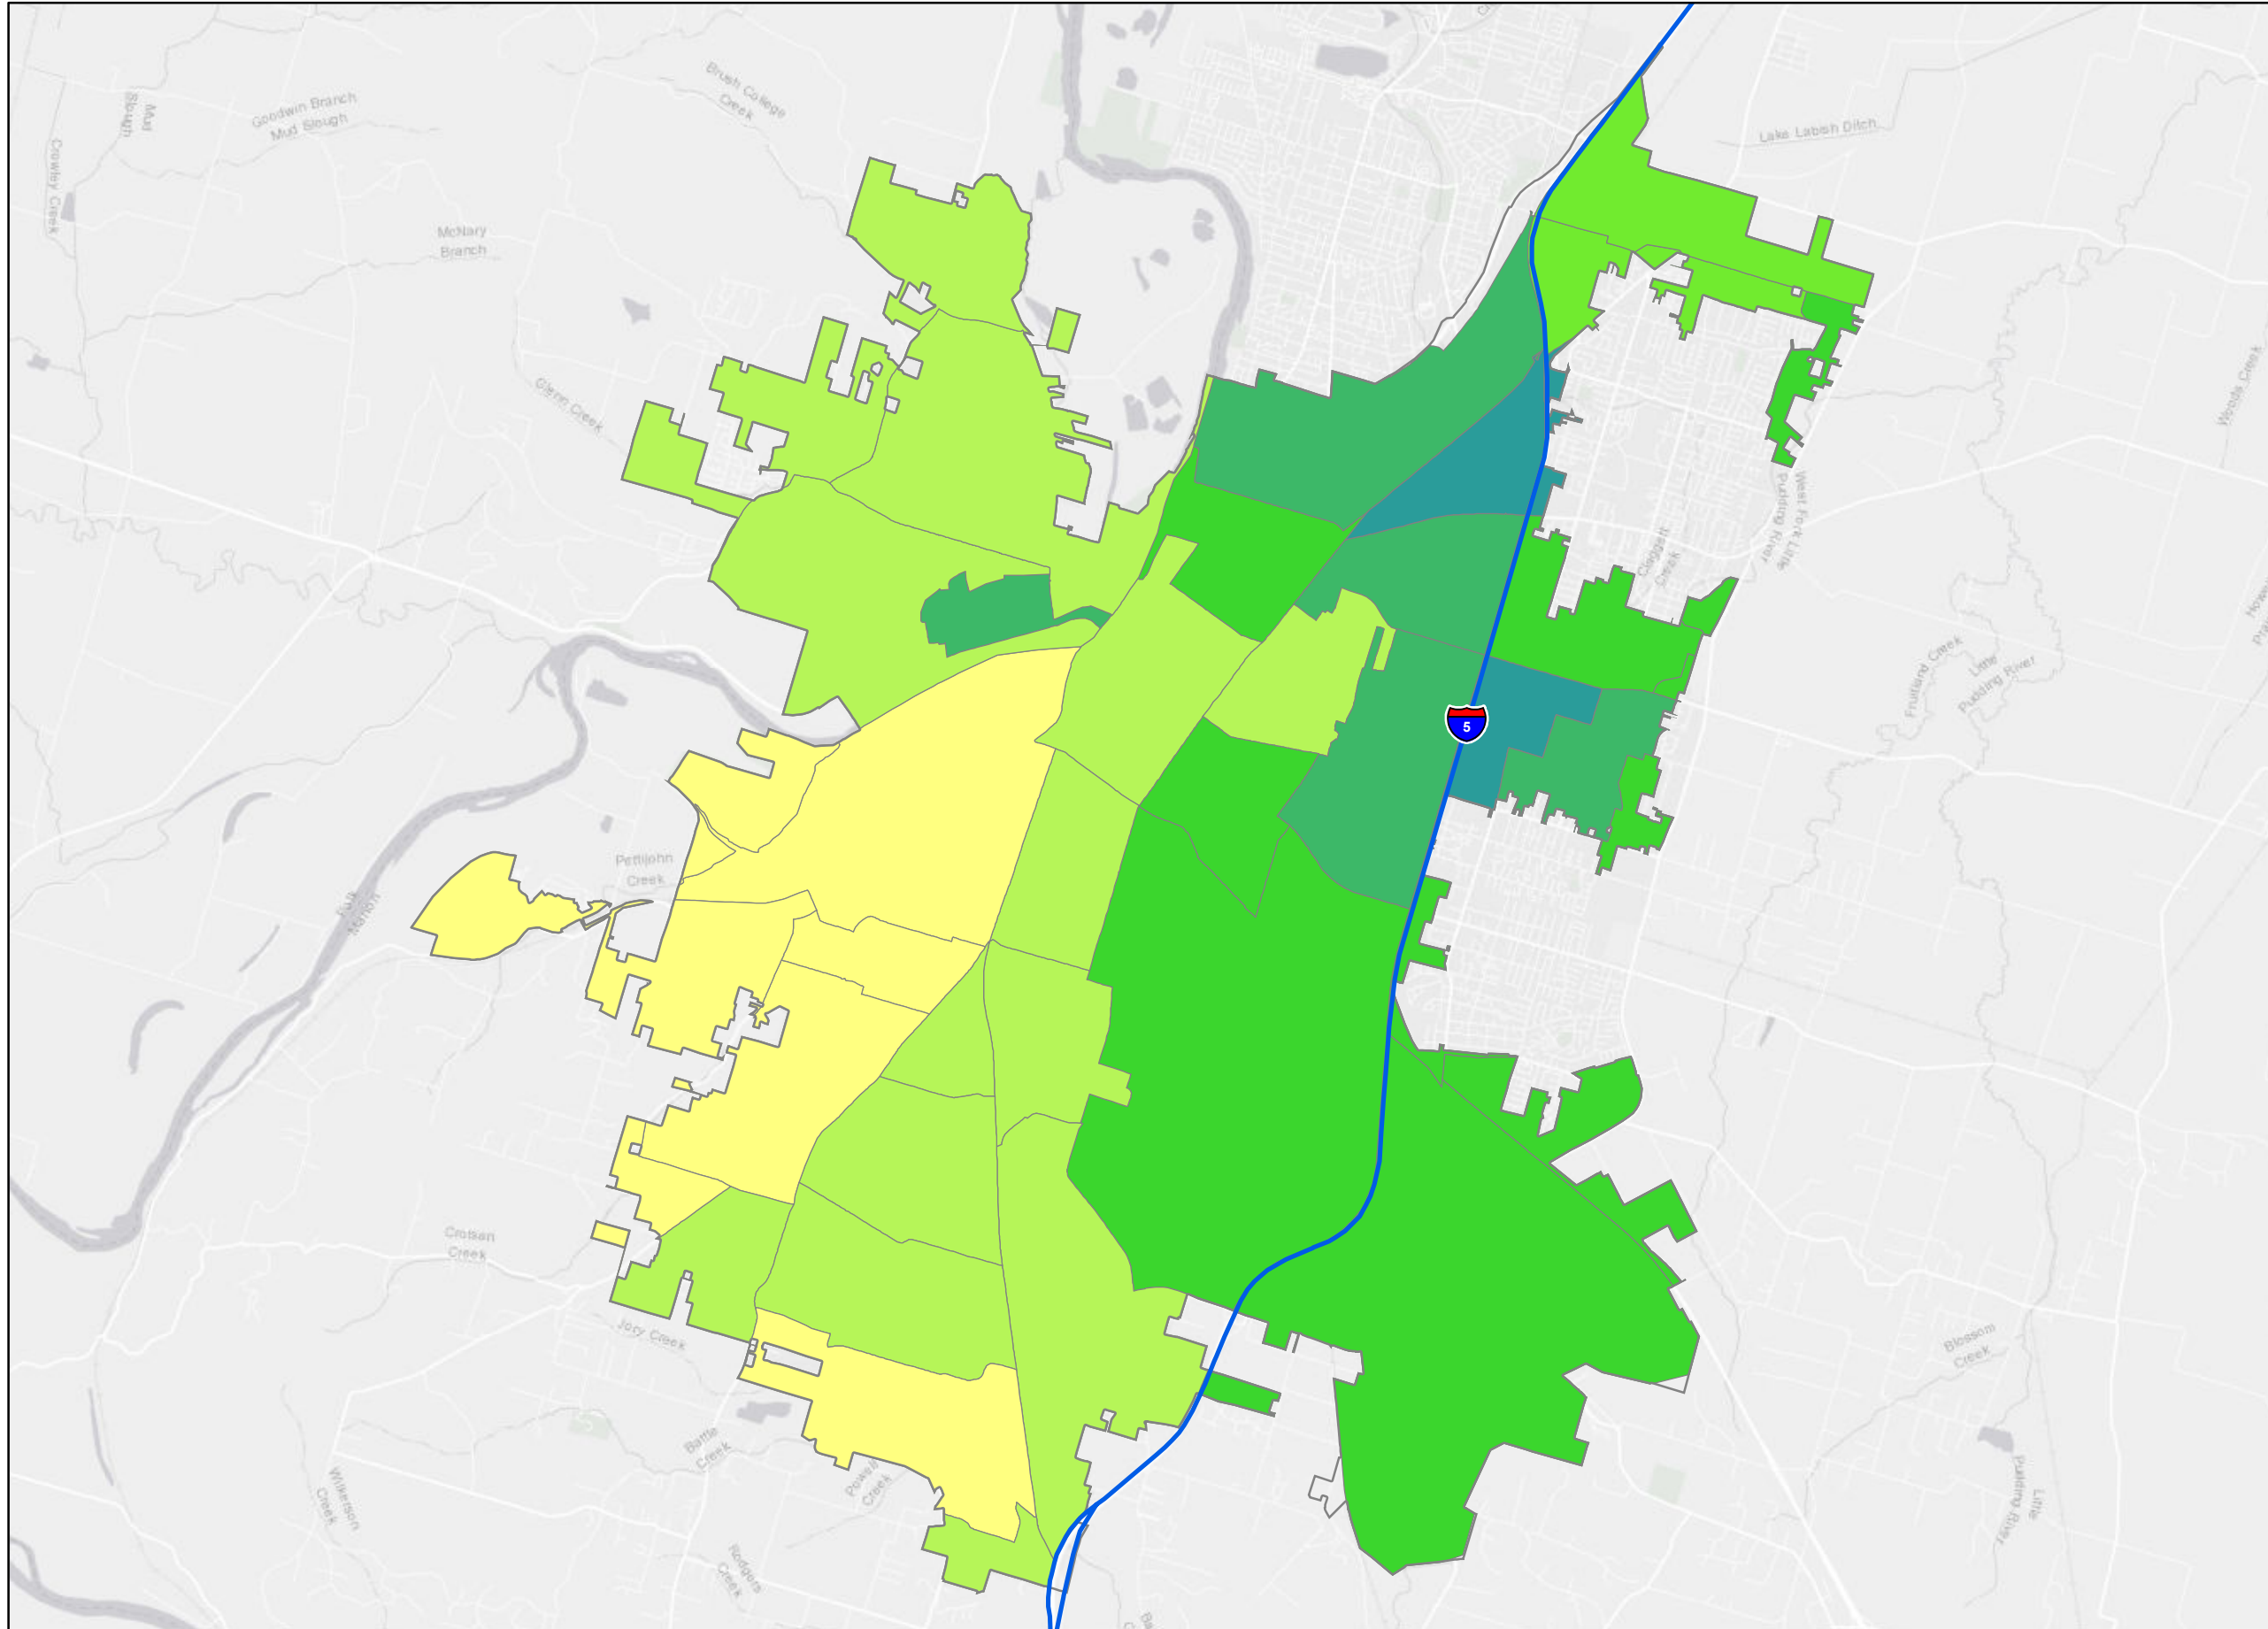 Brush College
Creek
Goodwin Branch
Mud Slough
Mud
Slough
Crowley Creek
Lake Labish Ditch
McNary
Branch
Glenn Creek
Woods Creek
West Fork Little
Pudding River
Claggett
Creek
Fruitland Creek
Little
Pudding River
5
Pettijohn
Creek
Polk
Marion
Croisan
Creek
Jory Creek
Battle
Creek
Powell
Creek
Wilkerson
Creek
Rodgers
Creek
Blossom
Creek
Little
Pudding River